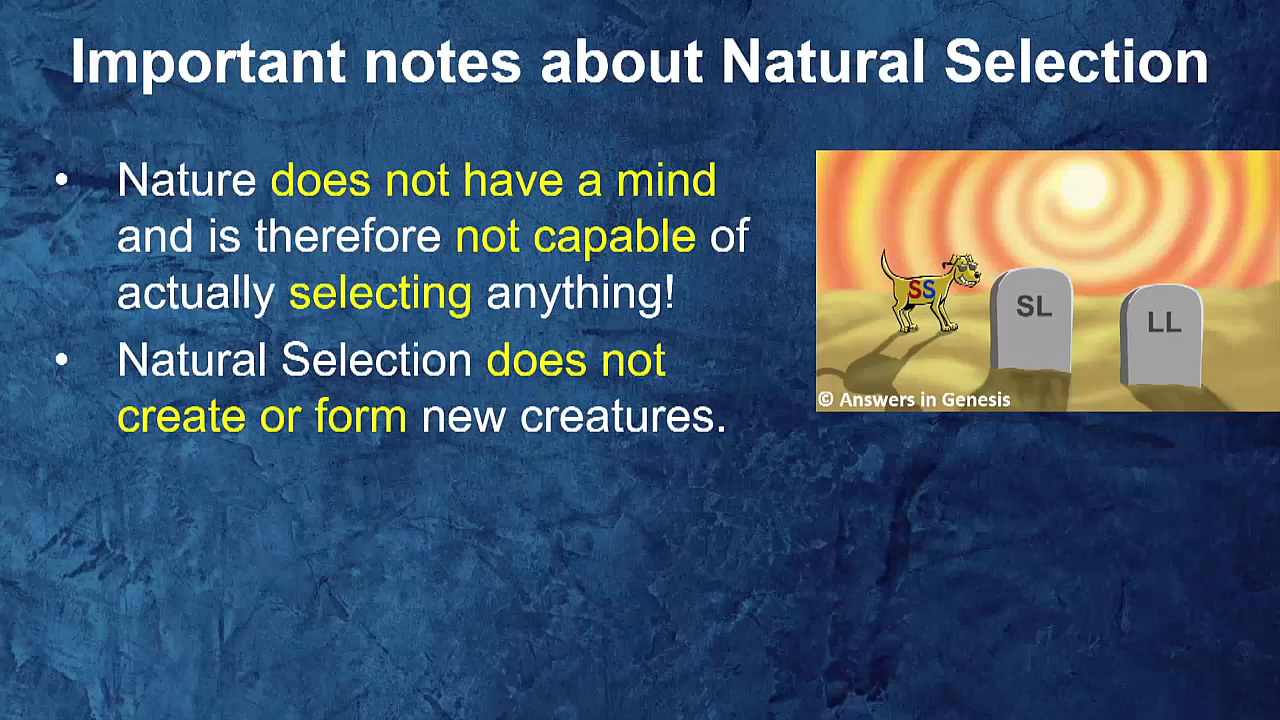 Important notes about Natural Selection
• Nature does not have a mind
and is therefore not capable of
actually selecting anything!
• Natural Selection does not
create or form new creatures.
SS
SL
LL
© Answers in Genesis